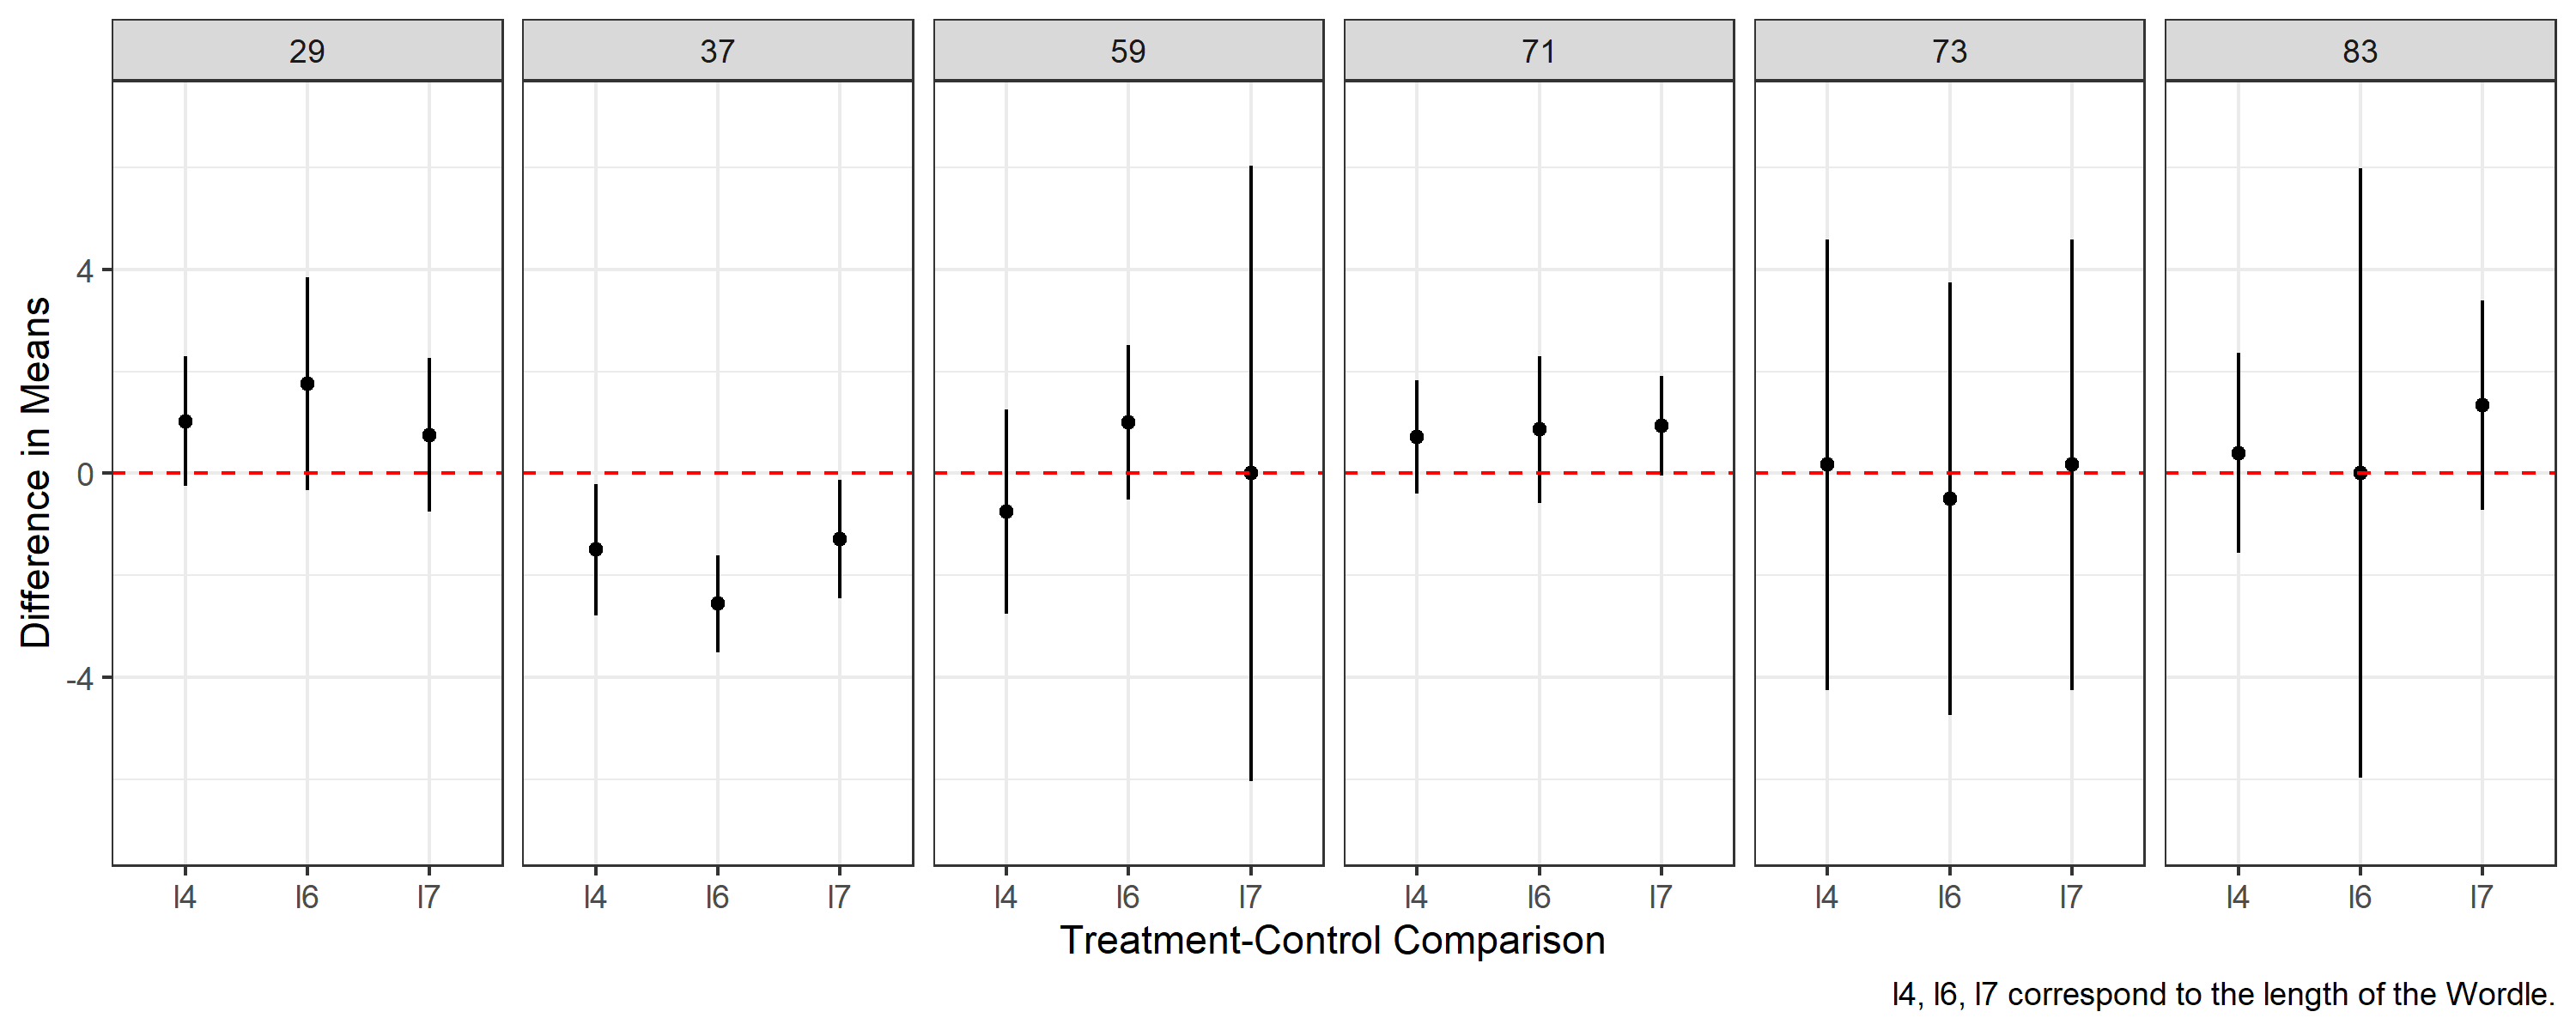 29 37 59 71 73 83
4
0
-4
Difference in Means
l4 l6 l7 l4 l6 l7 l4 l6 l7 l4 l6 l7 l4 l6 l7 l4 l6 l7
Treatment-Control Comparison
l4, l6, l7 correspond to the length of the Wordle.